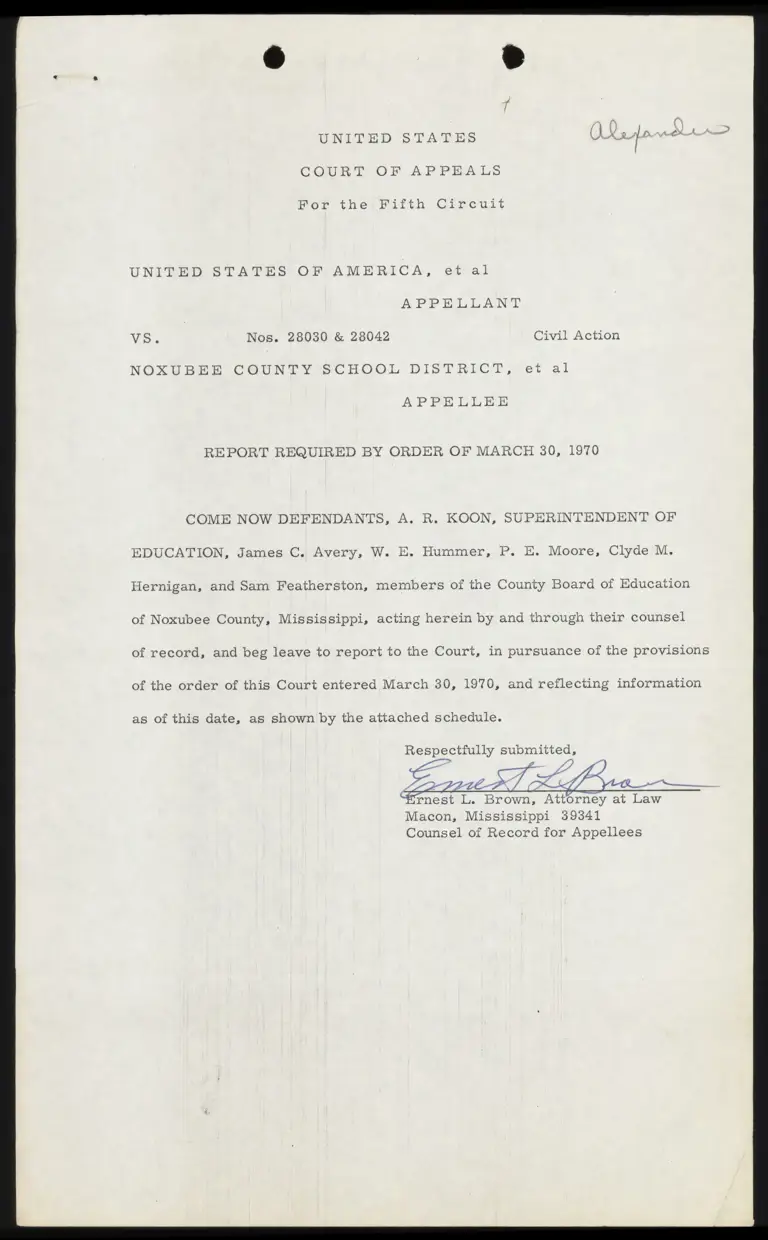 Alexander
UNITED STATES
COURT OF APPEALS
For the Fifth Circuit
UNITED STATES OF AMERICA, et al
APPELLANT
VS. Nos. 28030 & 28042 Civil Action
NOXUBEE COUNTY SCHOOL DISTRICT, et al
APPELLEE
REPORT REQUIRED BY ORDER OF MARCH 30, 1970
COME NOW DEFENDANTS, A. R. KOON, SUPERINTENDENT OF
EDUCATION, James C. Avery, W. E. Hummer, P. E. Moore, Clyde M.
Hernigan, and Sam Featherston, members of the County Board of Education
of Noxubee County, Mississippi, acting herein by and through their counsel
of record, and beg leave to report to the Court, in pursuance of the provisions
of the order of this Court entered March 30, 1970, and reflecting information
as of this date, as shown by the attached schedule.
Respectfully submitted,
Ernest L. Brown
Ernest L. Brown, Attorney at Law
Macon, Mississippi 39341
Counsel of Record for Appellees